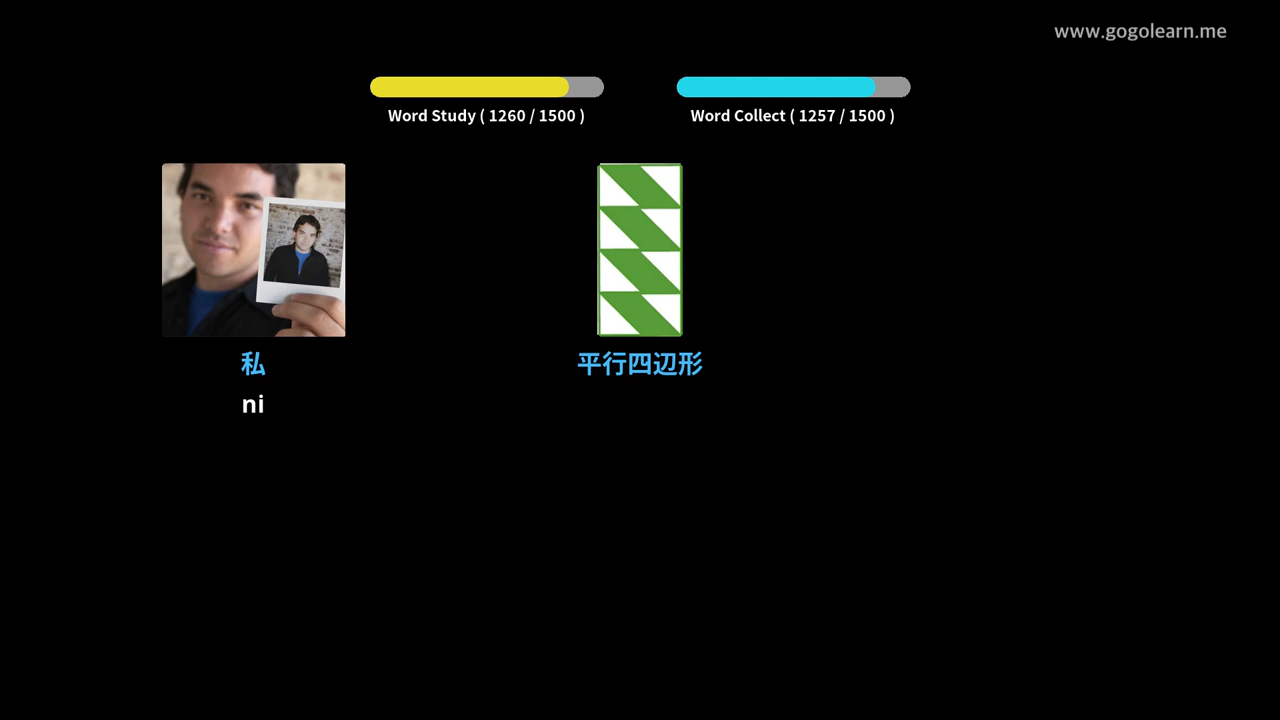 www.gogolearn.me
Word Study ( 1260 / 1500 )
Word Collect ( 1257 / 1500 )
私
ni
平行四辺形